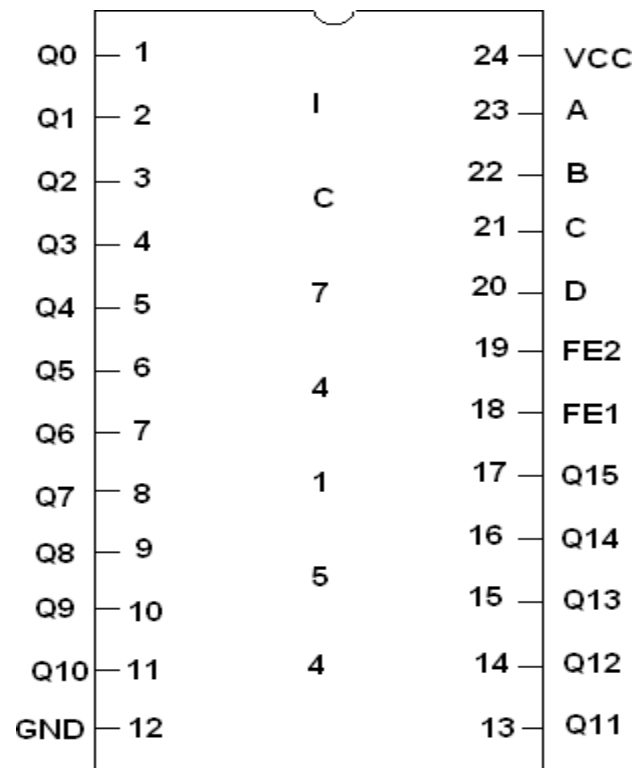 Q0 1 24 VCC
I
Q1 2 23 A
Q2 3 22 B
C
Q3 4 21 C
Q4 5 7 20 D
Q5 6 19 FE2
4
Q6 7 18 FE1
Q7 8 1 17 Q15
Q8 9 16 Q14
5
Q9 10 15 Q13
Q10 11 4 14 Q12
GND 12 13 Q11